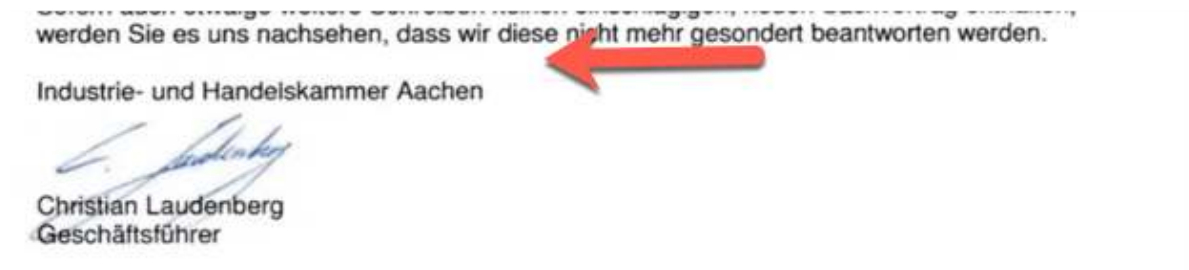 werden Sie es uns nachsehen, dass wir diese nicht mehr gesondert beantworten werden.
Industrie- und Handelskammer Aachen
C. Laudenberg
Christian Laudenberg
Geschäftsführer